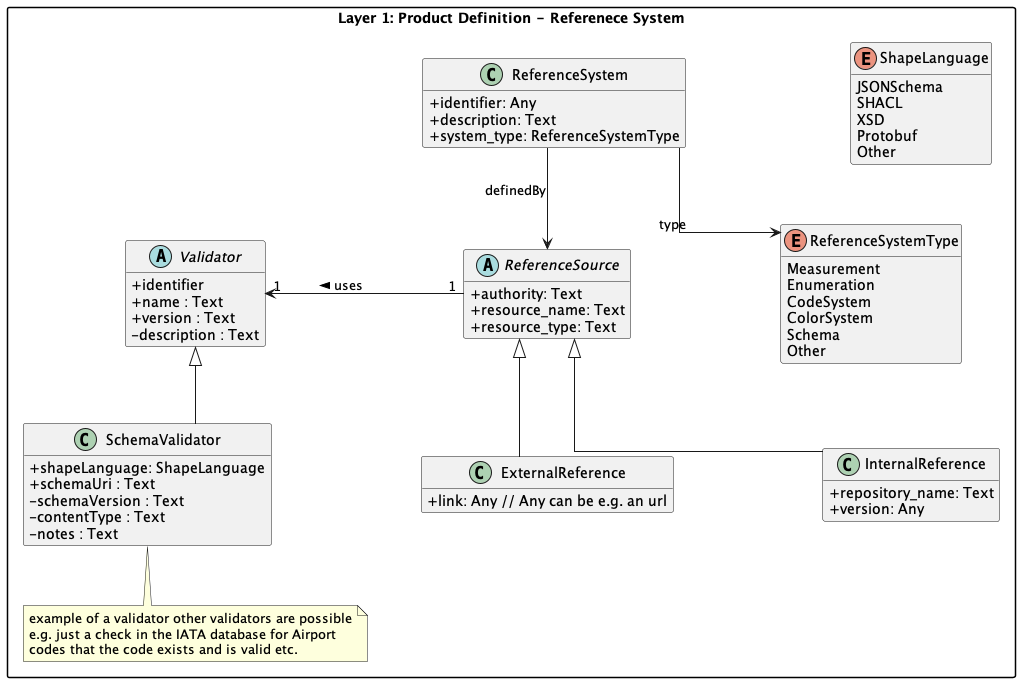 Layer 1: Product Definition - Referenece System
C ReferenceSystem
+identifier: Any
+description: Text
+system_type: ReferenceSystemType
E ShapeLanguage
JSONSchema
SHACL
XSD
Protobuf
Other
definedBy
type
A Validator
+identifier
+name : Text
+version : Text
-description : Text
1
◄ uses
1
A ReferenceSource
+authority: Text
+resource_name: Text
+resource_type: Text
E ReferenceSystemType
Measurement
Enumeration
CodeSystem
ColorSystem
Schema
Other
C SchemaValidator
+shapeLanguage: ShapeLanguage
+schemaUri : Text
-schemaVersion : Text
-contentType : Text
-notes : Text
C ExternalReference
+link: Any // Any can be e.g. an url
C InternalReference
+repository_name: Text
+version: Any
example of a validator other validators are possible
e.g. just a check in the IATA database for Airport
codes that the code exists and is valid etc.